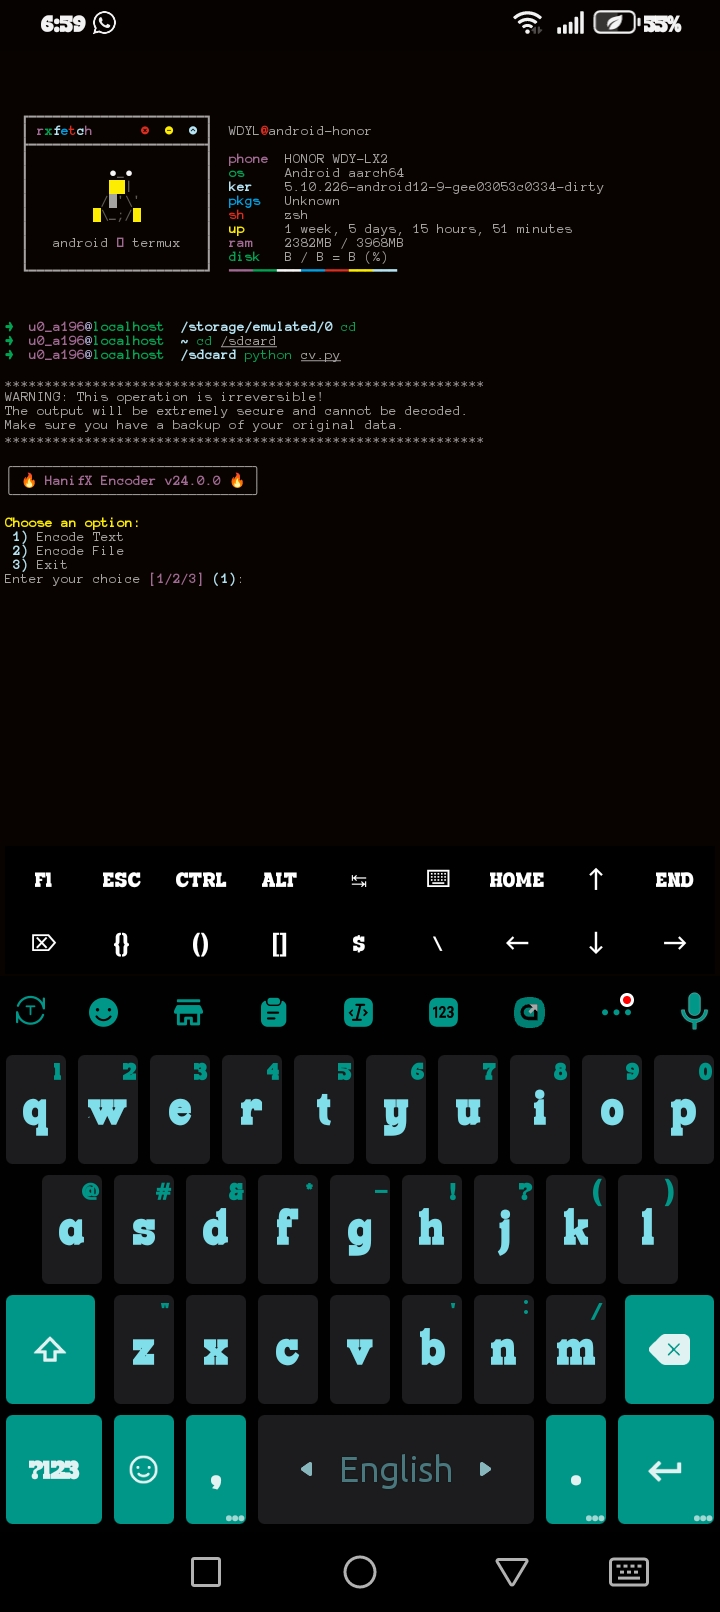 6:59
55%
rxfetch
WDYL@android-honor
phone HONOR WDY-LX2
os Android aarch64
ker 5.10.226-android12-9-gee03053c0334-dirty
pkgs Unknown
sh zsh
up 1 week, 5 days, 15 hours, 51 minutes
ram 2382MB / 3968MB
disk B / B = B (%)
android termux
➜ u0_a196@localhost /storage/emulated/0 cd
➜ u0_a196@localhost ~ cd /sdcard
➜ u0_a196@localhost /sdcard python cv.py
************************************************************
WARNING: This operation is irreversible!
The output will be extremely secure and cannot be decoded.
Make sure you have a backup of your original data.
************************************************************
🔥 HanifX Encoder v24.0.0 🔥
Choose an option:
1) Encode Text
2) Encode File
3) Exit
Enter your choice [1/2/3] (1):
F1 ESC CTRL ALT ↹ ⌨ HOME ↑ END
⌦ {} () [] $ \ ← ↓ →
T 123
1 2 3 4 5 6 7 8 9 0
q w e r t y u i o p
@ # & * - ! ? ( )
a s d f g h j k l
" ' : /
z x c v b n m
?123 , English .